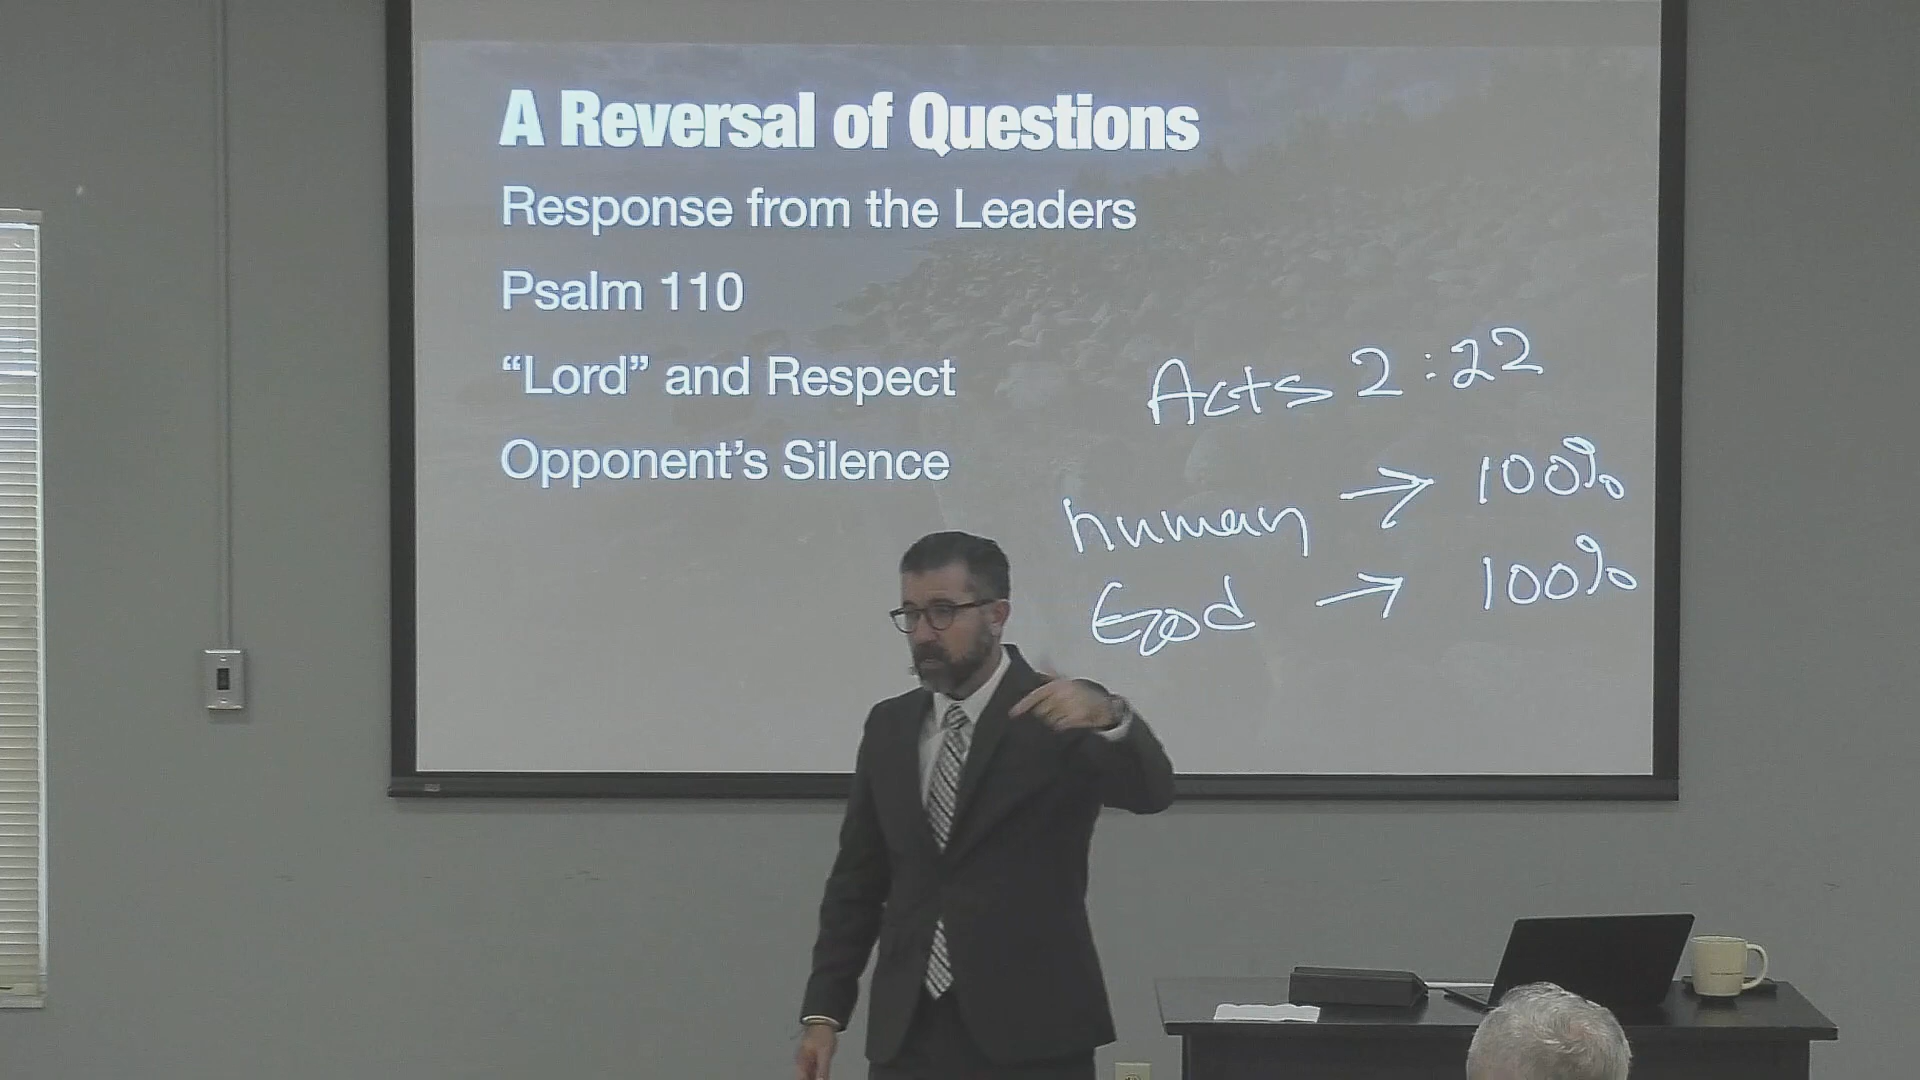 A Reversal of Questions
Response from the Leaders
Psalm 110
“Lord” and Respect
Opponent’s Silence
Acts 2:22
human → 100%
God → 100%